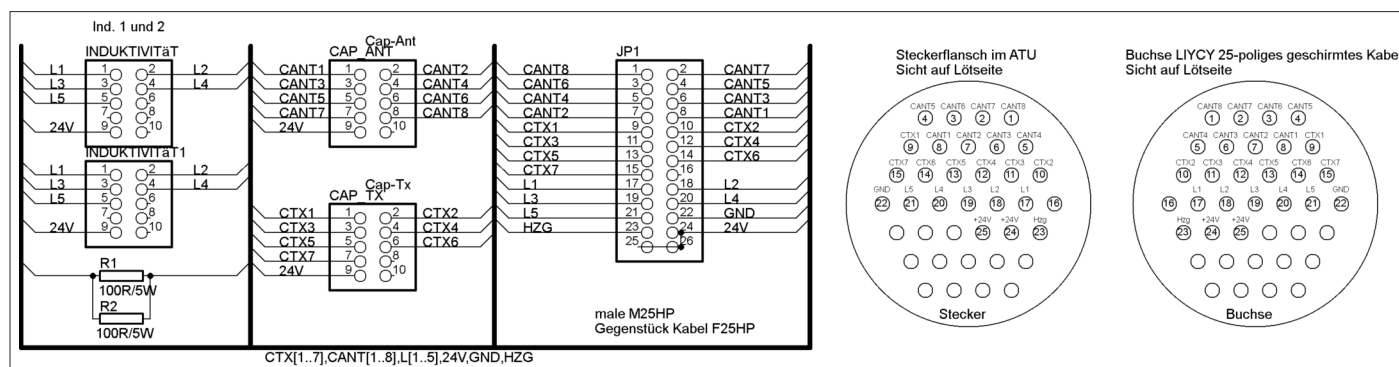 Ind. 1 und 2
INDUKTIVITäT
L1 1 2 L2
L3 3 4 L4
L5 5 6
7 8
24V 9 10
INDUKTIVITäT1
L1 1 2 L2
L3 3 4 L4
L5 5 6
7 8
24V 9 10
R1
100R/5W
R2
100R/5W
Cap-Ant
CAP_ANT
CANT1 1 2 CANT2
CANT3 3 4 CANT4
CANT5 5 6 CANT6
CANT7 7 8 CANT8
24V 9 10
Cap-Tx
CAP_TX
CTX1 1 2 CTX2
CTX3 3 4 CTX4
CTX5 5 6 CTX6
CTX7 7 8
24V 9 10
JP1
CANT8 1 2 CANT7
CANT6 3 4 CANT5
CANT4 5 6 CANT3
CANT2 7 8 CANT1
CTX1 9 10 CTX2
CTX3 11 12 CTX4
CTX5 13 14 CTX6
CTX7 15 16
L1 17 18 L2
L3 19 20 L4
L5 21 22 GND
HZG 23 24 24V
25 26
male M25HP
Gegenstück Kabel F25HP
CTX[1..7],CANT[1..8],L[1..5],24V,GND,HZG
Steckerflansch im ATU
Sicht auf Lötseite
CANT5 CANT6 CANT7 CANT8
4 3 2 1
CTX1 CANT1 CANT2 CANT3 CANT4
9 8 7 6 5
CTX7 CTX6 CTX5 CTX4 CTX3 CTX2
15 14 13 12 11 10
GND L5 L4 L3 L2 L1
22 21 20 19 18 17 16
+24V +24V Hzg
25 24 23
Stecker
Buchse LIYCY 25-poliges geschirmtes Kabe
Sicht auf Lötseite
CANT8 CANT7 CANT6 CANT5
1 2 3 4
CANT4 CANT3 CANT2 CANT1 CTX1
5 6 7 8 9
CTX2 CTX3 CTX4 CTX5 CTX6 CTX7
10 11 12 13 14 15
L1 L2 L3 L4 L5 GND
16 17 18 19 20 21 22
Hzg +24V +24V
23 24 25
Buchse